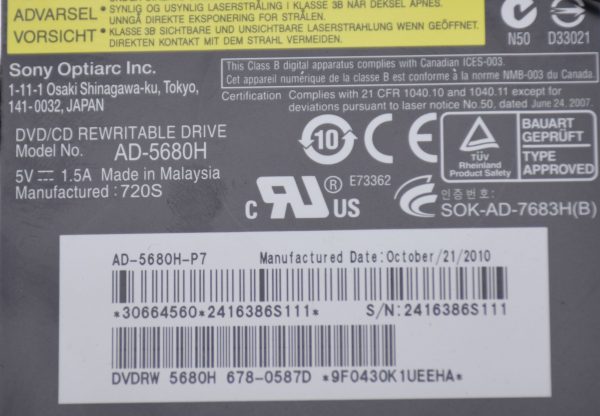 SYNLIG OG USYNLIG LASERSTRÅLING I KLASSE 3B NÅR DEKSEL ÅPNES.
ADVARSEL • UNNGÅ DIREKTE EKSPONERING FOR STRÅLEN.
VORSICHT • KLASSE 3B SICHTBARE UND UNSICHTBARE LASERSTRAHLUNG WENN GEÖFFNET.
DIREKTEN KONTAKT MIT DEM STRAHL VERMEIDEN.
N50 D33021
Sony Optiarc Inc.
1-11-1 Osaki Shinagawa-ku, Tokyo,
141-0032, JAPAN
This Class B digital apparatus complies with Canadian ICES-003.
Cet appareil numérique de la classe B est conforme à la norme NMB-003 du Canada.
Certification : Complies with 21 CFR 1040.10 and 1040.11 except for
deviations pursuant to laser notice No.50, dated June 24, 2007.
DVD/CD REWRITABLE DRIVE
Model No. AD-5680H
5V 1.5A Made in Malaysia
Manufactured : 720S
10 CE
TÜV
Rheinland
Product Safety
BAUART
GEPRÜFT
TYPE
APPROVED
c RU ® US E73362
인증번호:
SOK-AD-7683H(B)
AD-5680H-P7 Manufactured Date:October/21/2010
*30664560*2416386S111* S/N:2416386S111
DVDRW 5680H 678-0587D *9F0430K1UEEHA*